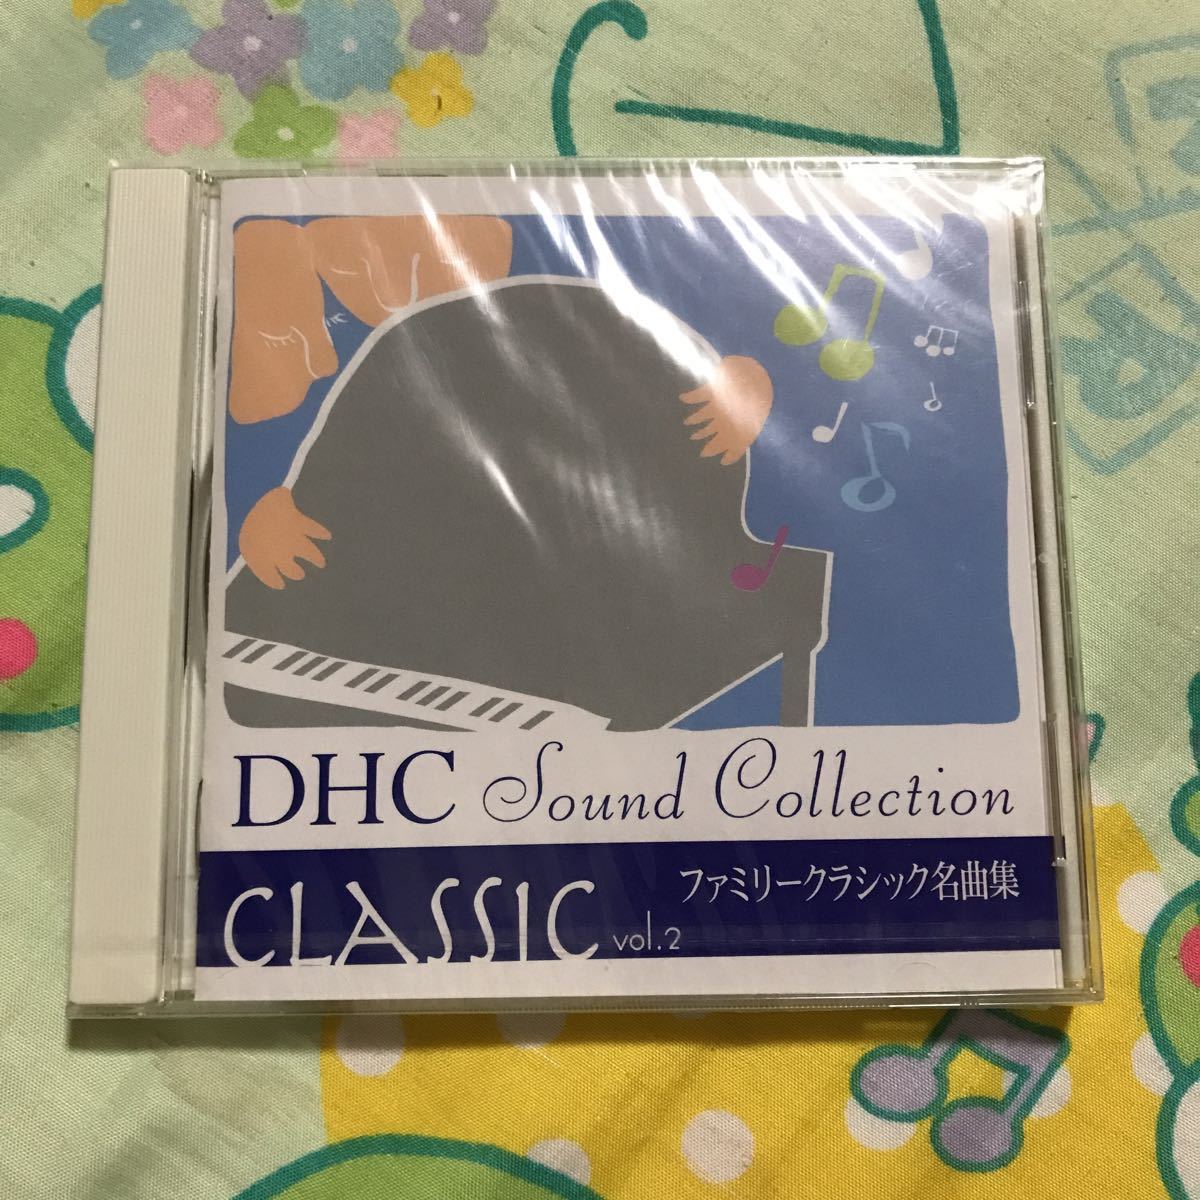 DHC Sound Collection
ファミリークラシック名曲集
CLASSIC vol.2